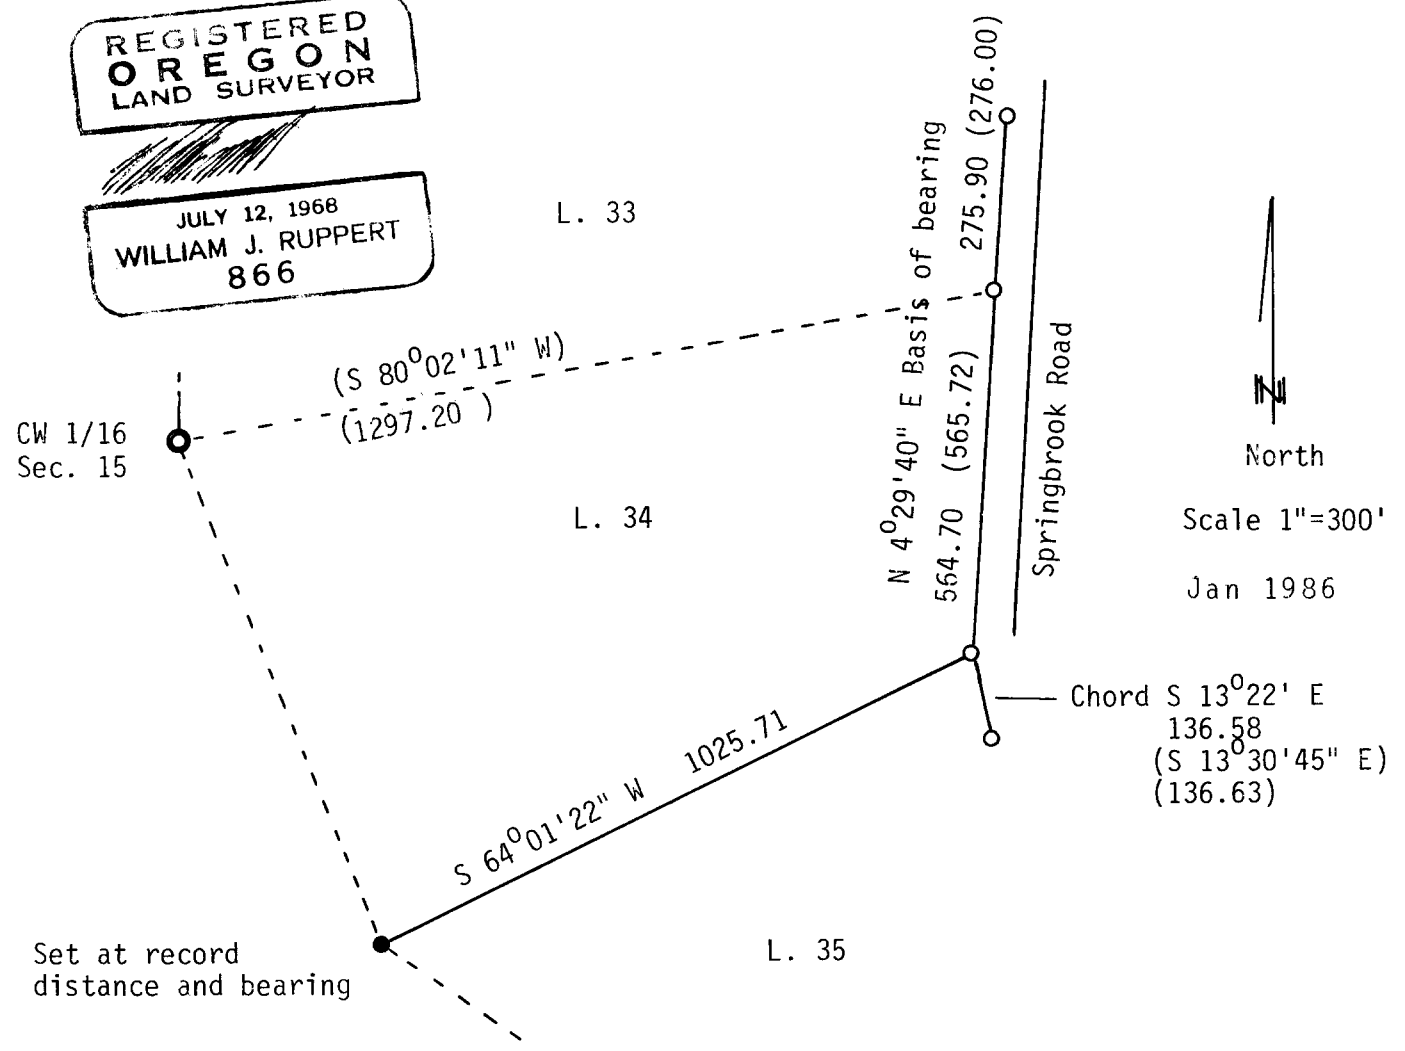 REGISTERED
OREGON
LAND SURVEYOR
JULY 12, 1968
WILLIAM J. RUPPERT
866
L. 33
275.90 (276.00)
N 4°29'40" E Basis of bearing
564.70 (565.72)
Springbrook Road
(S 80°02'11" W)
(1297.20 )
CW 1/16
Sec. 15
L. 34
N
North
Scale 1"=300'
Jan 1986
Chord S 13°22' E
136.58
(S 13°30'45" E)
(136.63)
S 64°01'22" W 1025.71
Set at record
distance and bearing
L. 35